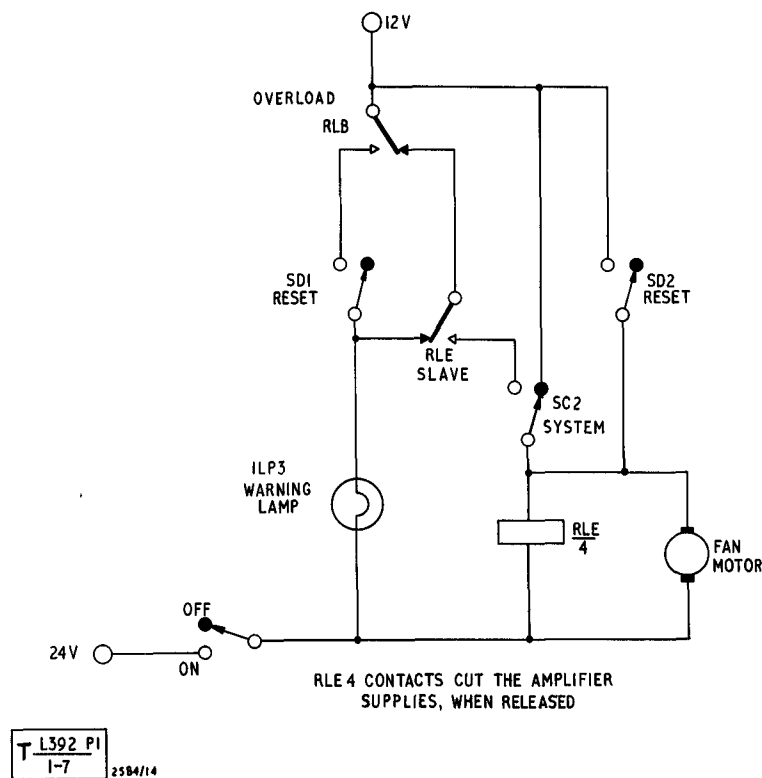 12V
OVERLOAD
RLB
SD1
RESET
SD2
RESET
RLE
SLAVE
SC2
SYSTEM
ILP3
WARNING
LAMP
RLE
4
FAN
MOTOR
OFF
24V
ON
RLE 4 CONTACTS CUT THE AMPLIFIER
SUPPLIES, WHEN RELEASED
T L392 P1
1-7
2584/14